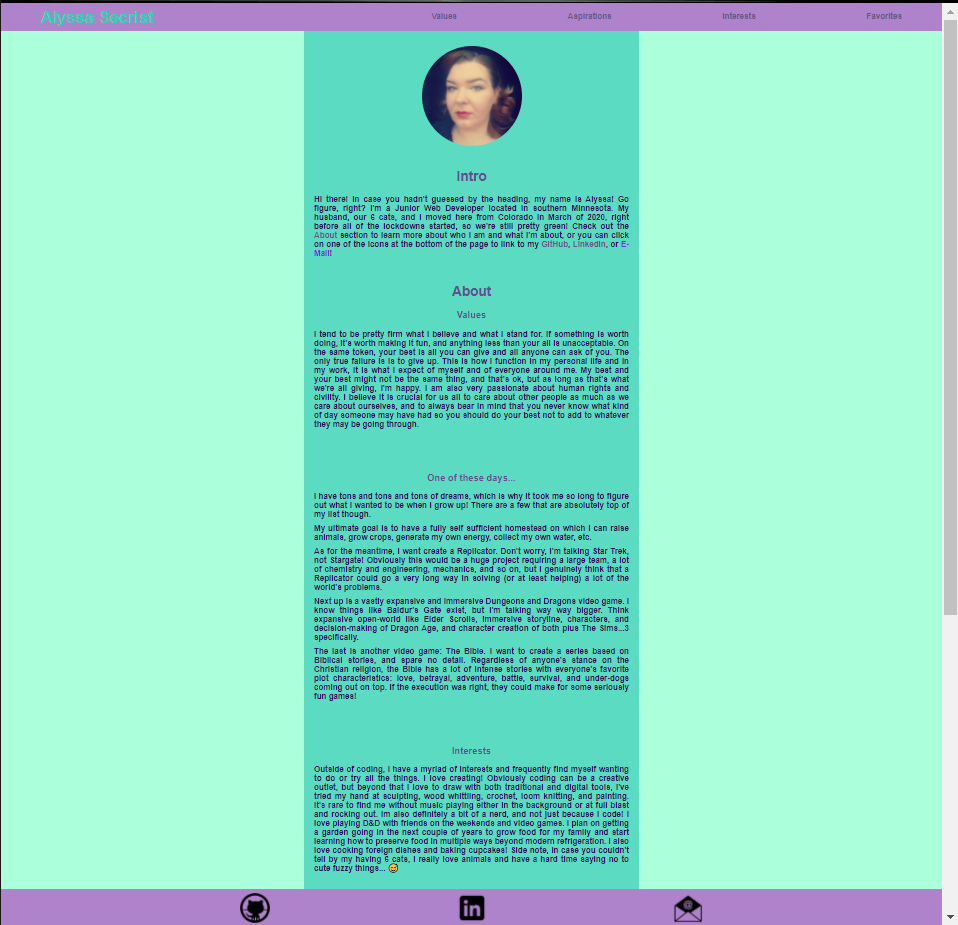 Alyssa Secrist
Values Aspirations Interests Favorites
Intro
Hi there! In case you hadn't guessed by the heading, my name is Alyssa! Go
figure, right? I'm a Junior Web Developer located in southern Minnesota. My
husband, our 6 cats, and I moved here from Colorado in March of 2020, right
before all of the lockdowns started, so we're still pretty green! Check out the
About section to learn more about who I am and what I'm about, or you can click
on one of the icons at the bottom of the page to link to my GitHub, LinkedIn, or E-
Mail!
About
Values
I tend to be pretty firm what I believe and what I stand for. If something is worth
doing, it's worth making it fun, and anything less than your all is unacceptable. On
the same token, your best is all you can give and all anyone can ask of you. The
only true failure is is to give up. This is how I function in my personal life and in
my work, it is what I expect of myself and of everyone around me. My best and
your best might not be the same thing, and that's ok, but as long as that's what
we're all giving, I'm happy. I am also very passionate about human rights and
civility. I believe it is crucial for us all to care about other people as much as we
care about ourselves, and to always bear in mind that you never know what kind
of day someone may have had so you should do your best not to add to whatever
they may be going through.
One of these days...
I have tons and tons and tons of dreams, which is why it took me so long to figure
out what I wanted to be when I grow up! There are a few that are absolutely top of
my list though.
My ultimate goal is to have a fully self sufficient homestead on which I can raise
animals, grow crops, generate my own energy, collect my own water, etc.
As for the meantime, I want create a Replicator. Don't worry, I'm talking Star Trek,
not Stargate! Obviously this would be a huge project requiring a large team, a lot
of chemistry and engineering, mechanics, and so on, but I genuinely think that a
Replicator could go a very long way in solving (or at least helping) a lot of the
world's problems.
Next up is a vastly expansive and immersive Dungeons and Dragons video game. I
know things like Baldur's Gate exist, but I'm talking way way bigger. Think
expansive open-world like Elder Scrolls, immersive storyline, characters, and
decision-making of Dragon Age, and character creation of both plus The Sims...3
specifically.
The last is another video game: The Bible. I want to create a series based on
Biblical stories, and spare no detail. Regardless of anyone's stance on the
Christian religion, the Bible has a lot of intense stories with everyone's favorite
plot characteristics: love, betrayal, adventure, battle, survival, and under-dogs
coming out on top. If the execution was right, they could make for some seriously
fun games!
Interests
Outside of coding, I have a myriad of interests and frequently find myself wanting
to do or try all the things. I love creating! Obviously coding can be a creative
outlet, but beyond that I love to draw with both traditional and digital tools, I've
tried my hand at sculpting, wood whittling, crochet, loom knitting, and painting.
It's rare to find me without music playing either in the background or at full blast
and rocking out. Im also definitely a bit of a nerd, and not just because I code! I
love playing D&D with friends on the weekends and video games. I plan on getting
a garden going in the next couple of years to grow food for my family and start
learning how to preserve food in multiple ways beyond modern refrigeration. I also
love cooking foreign dishes and baking cupcakes! Side note, in case you couldn't
tell by my having 6 cats, I really love animals and have a hard time saying no to
cute fuzzy things... 😅
in
@